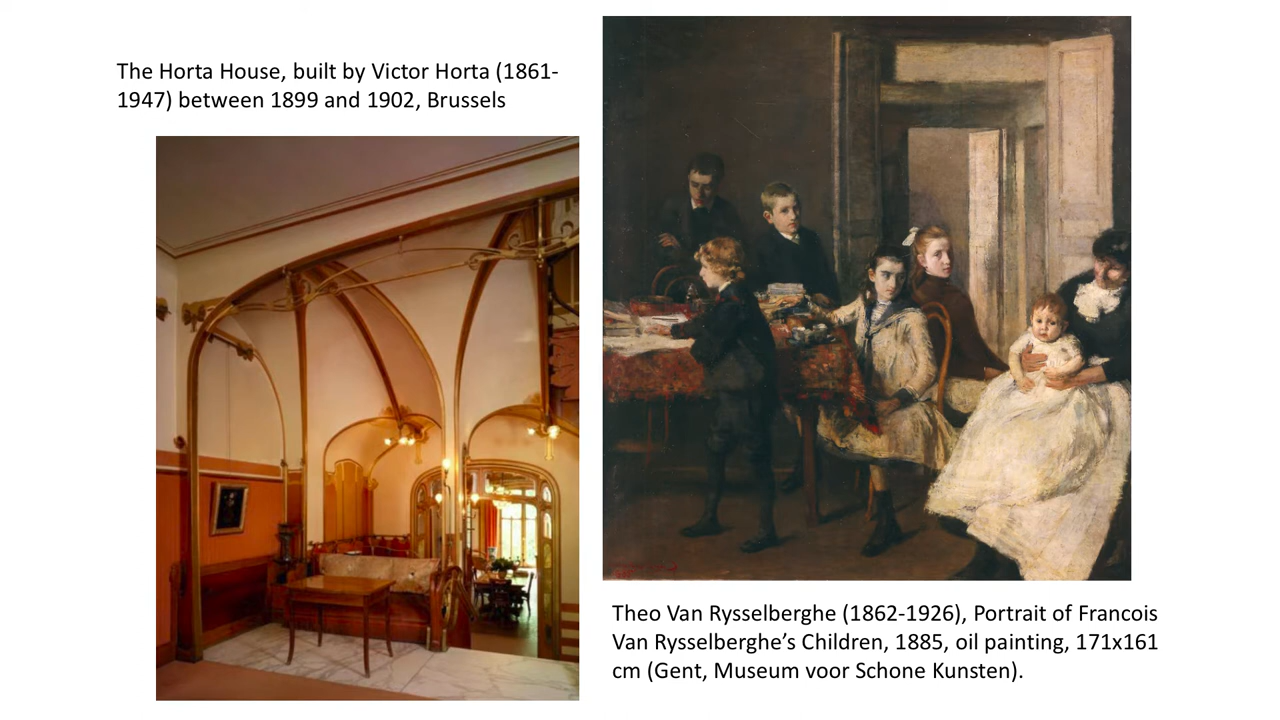 The Horta House, built by Victor Horta (1861-
1947) between 1899 and 1902, Brussels
Theo Van Rysselberghe (1862-1926), Portrait of Francois
Van Rysselberghe’s Children, 1885, oil painting, 171x161
cm (Gent, Museum voor Schone Kunsten).